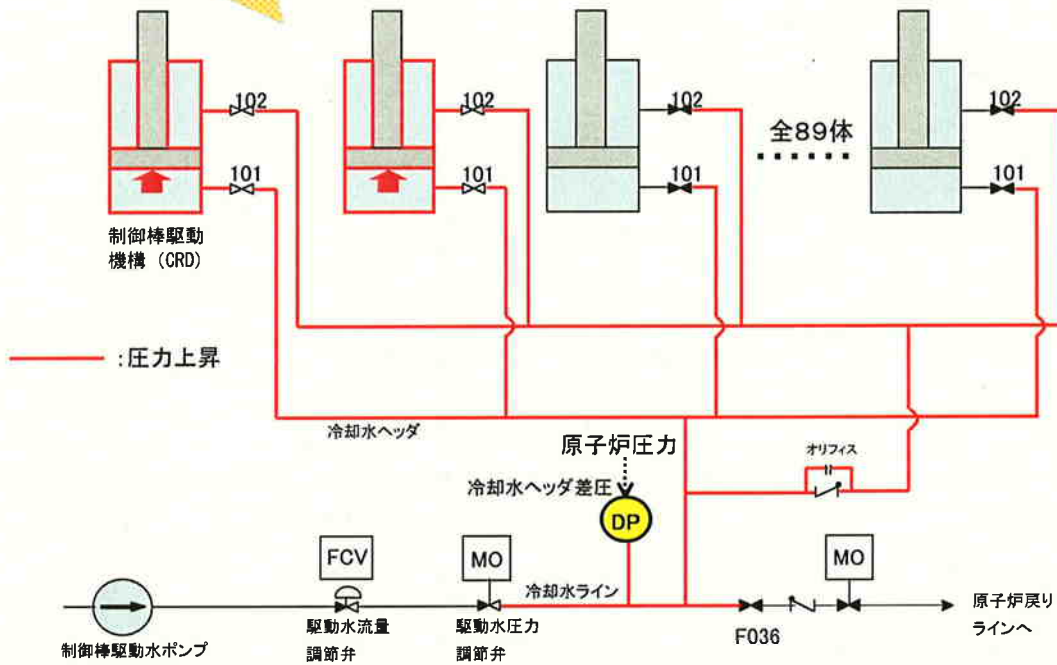 102
102
102
102
全89体
101
101
101
101
制御棒駆動
機構 (CRD)
:圧力上昇
冷却水ヘッダ
原子炉圧力
オリフィス
冷却水ヘッダ差圧
DP
FCV
MO
MO
冷却水ライン
原子炉戻り
ラインへ
制御棒駆動水ポンプ
駆動水流量
調節弁
駆動水圧力
調節弁
F036